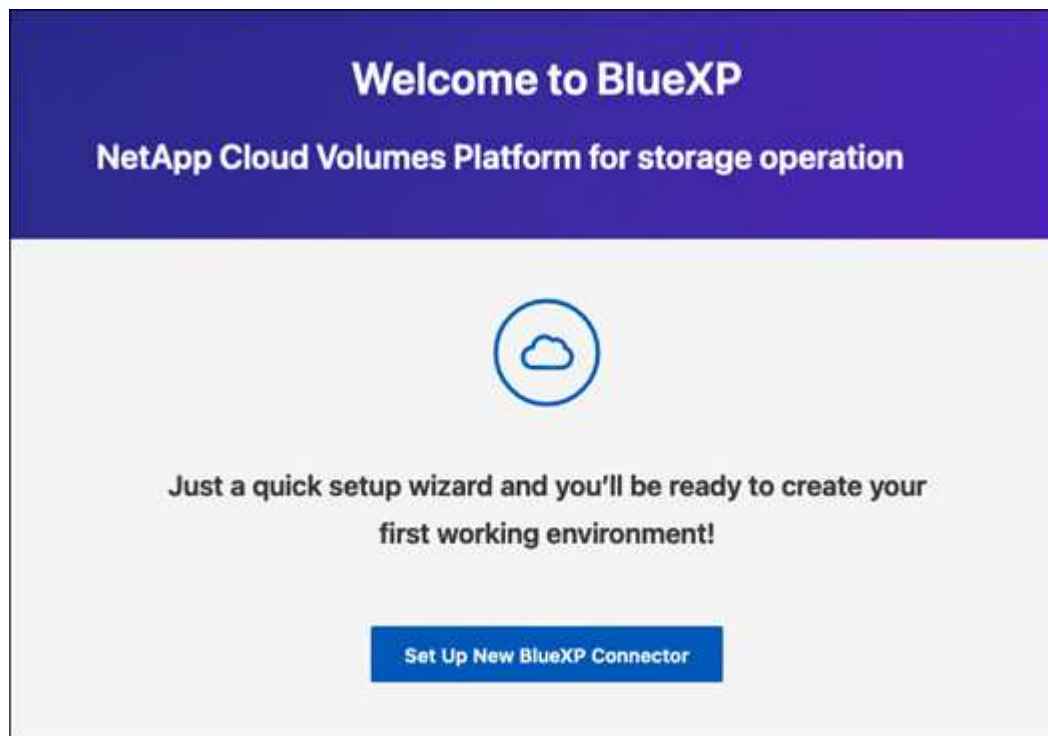 Welcome to BlueXP
NetApp Cloud Volumes Platform for storage operation
Just a quick setup wizard and you'll be ready to create your
first working environment!
Set Up New BlueXP Connector